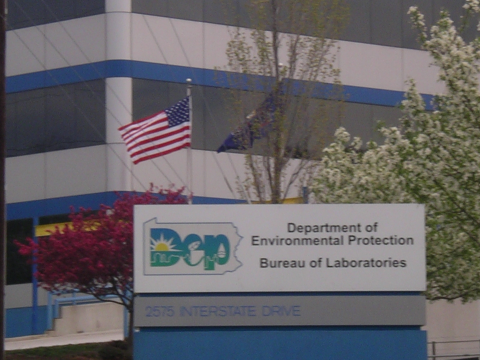 Department of
Environmental Protection
Bureau of Laboratories
DEP
2575 INTERSTATE DRIVE